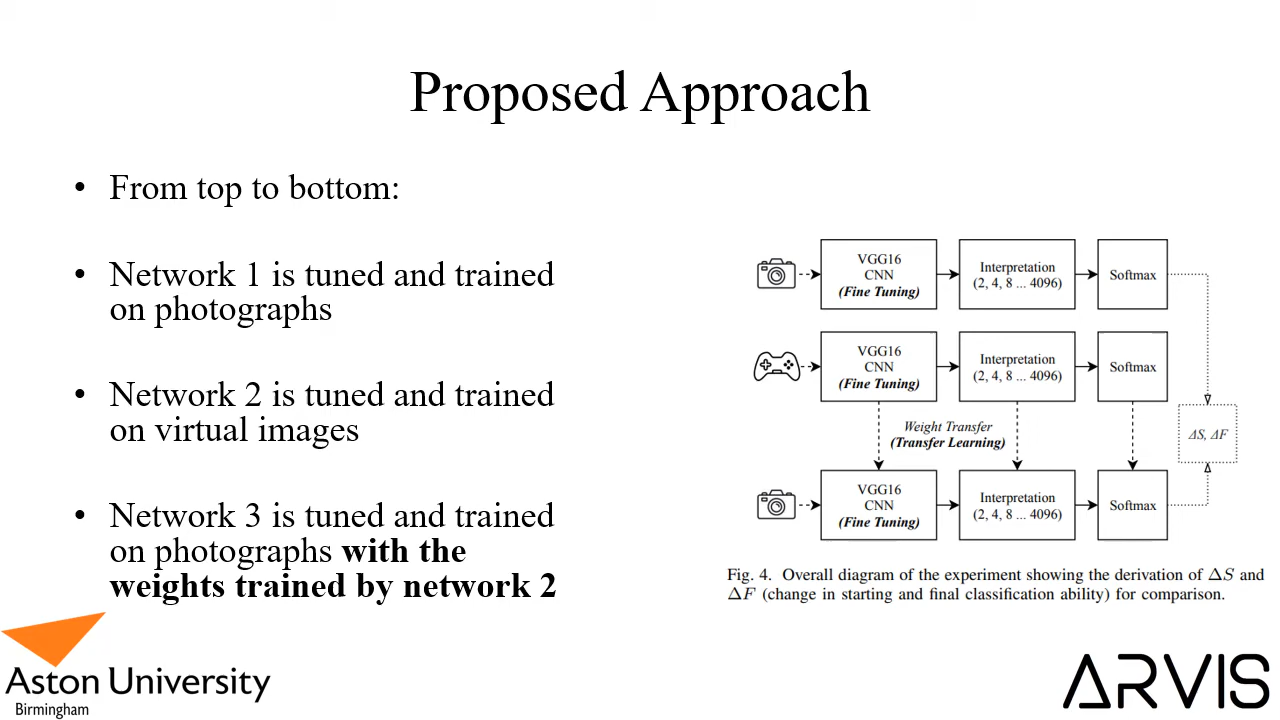 Proposed Approach
• From top to bottom:
• Network 1 is tuned and trained
on photographs
• Network 2 is tuned and trained
on virtual images
• Network 3 is tuned and trained
on photographs with the
weights trained by network 2
VGG16
CNN
(Fine Tuning)
Interpretation
(2, 4, 8 ... 4096)
Softmax
VGG16
CNN
(Fine Tuning)
Interpretation
(2, 4, 8 ... 4096)
Softmax
Weight Transfer
(Transfer Learning)
ΔS, ΔF
VGG16
CNN
(Fine Tuning)
Interpretation
(2, 4, 8 ... 4096)
Softmax
Fig. 4. Overall diagram of the experiment showing the derivation of ΔS and
ΔF (change in starting and final classification ability) for comparison.
Aston University
Birmingham
ARVIS